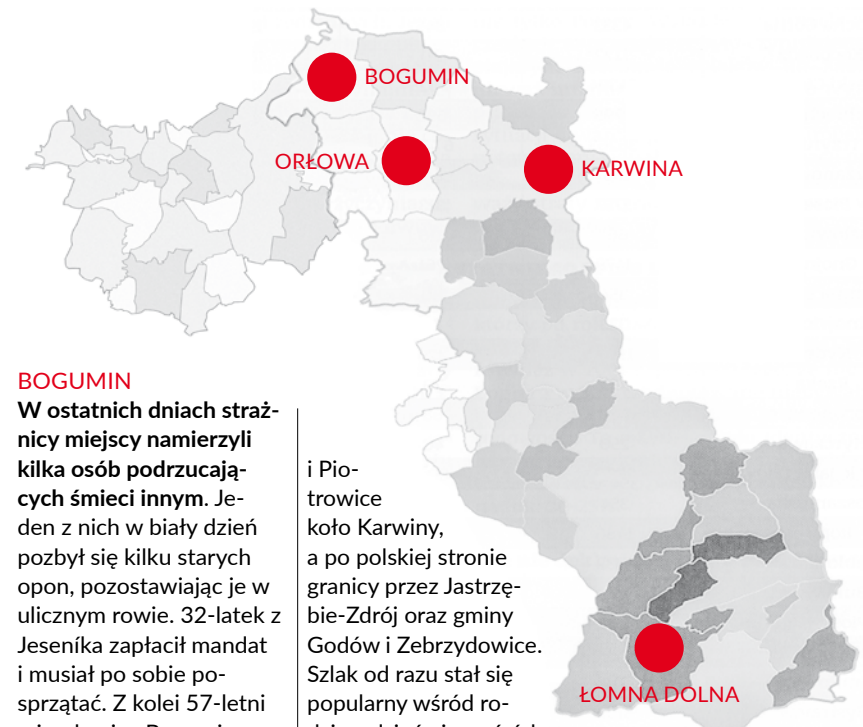 BOGUMIN
ORŁOWA
KARWINA
BOGUMIN
W ostatnich dniach straż-
nicy miejscy namierzyli
kilka osób podrzucają-
cych śmieci innym. Je-
den z nich w biały dzień
pozbył się kilku starych
opon, pozostawiając je w
ulicznym rowie. 32-latek z
Jeseníka zapłacił mandat
i musiał po sobie po-
sprzątać. Z kolei 57-letni
i Pio-
trowice
koło Karwiny,
a po polskiej stronie
granicy przez Jastrzę-
bie-Zdrój oraz gminy
Godów i Zebrzydowice.
Szlak od razu stał się
popularny wśród ro-
ŁOMNA DOLNA